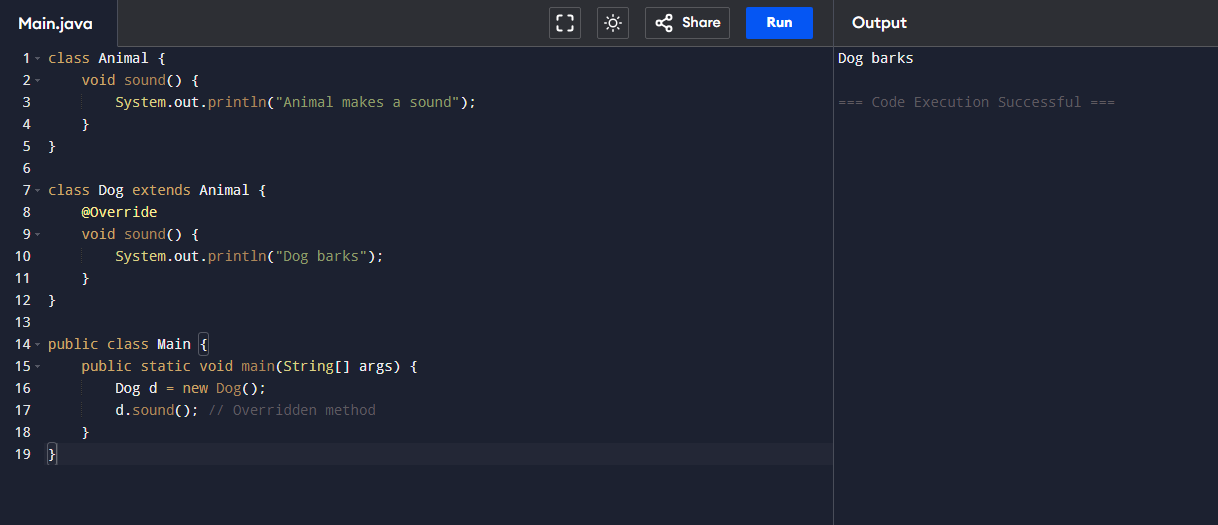 Main.java
Share
Run
Output
1 class Animal {
2     void sound() {
3         System.out.println("Animal makes a sound");
4     }
5 }
6
7 class Dog extends Animal {
8     @Override
9     void sound() {
10         System.out.println("Dog barks");
11     }
12 }
13
14 public class Main {
15     public static void main(String[] args) {
16         Dog d = new Dog();
17         d.sound(); // Overridden method
18     }
19 }
Dog barks
=== Code Execution Successful ===